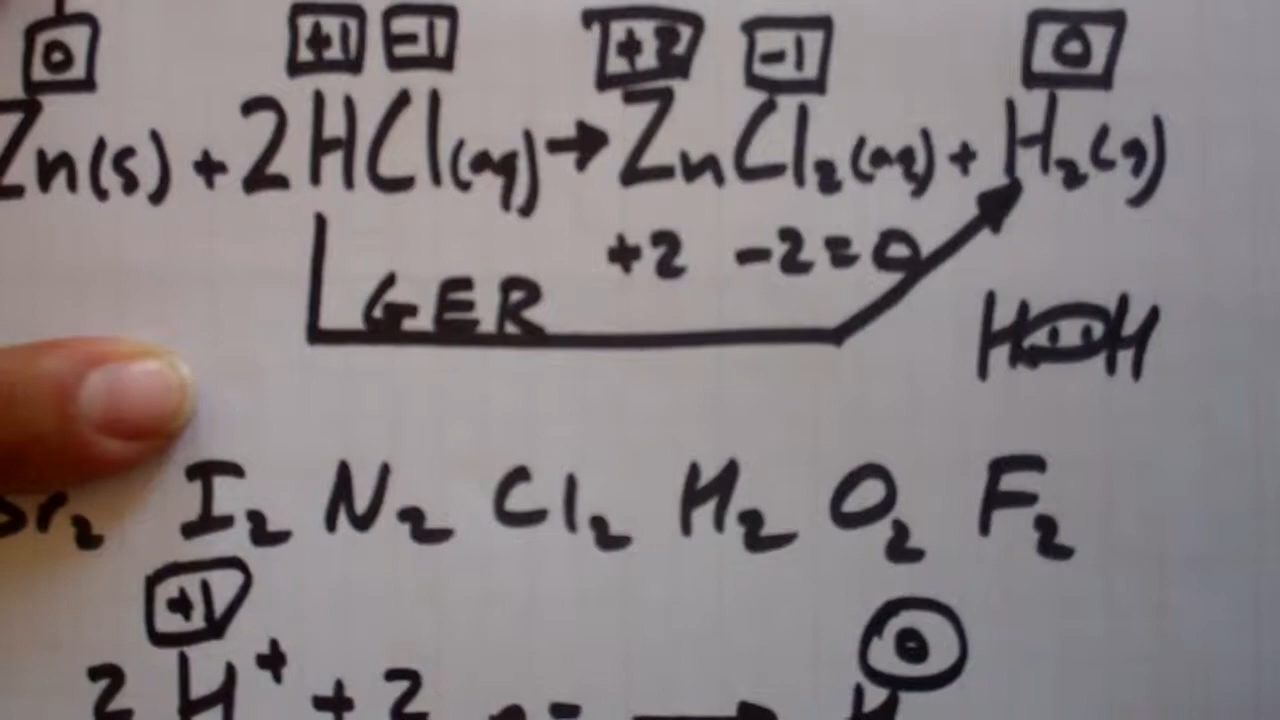 0 +1 -1 +2 -1 0
Zn(s) + 2HCl(aq) → ZnCl₂(aq) + H₂(g)
+2 -2=0
GER
H··H
I₂ N₂ Cl₂ H₂ O₂ F₂
+1 0
2 H⁺ + 2 e⁻ → H